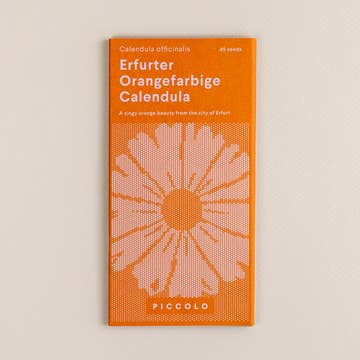 Calendula officinalis 45 seeds
Erfurter
Orangefarbige
Calendula
A zingy orange beauty from the city of Erfurt
PICCOLO